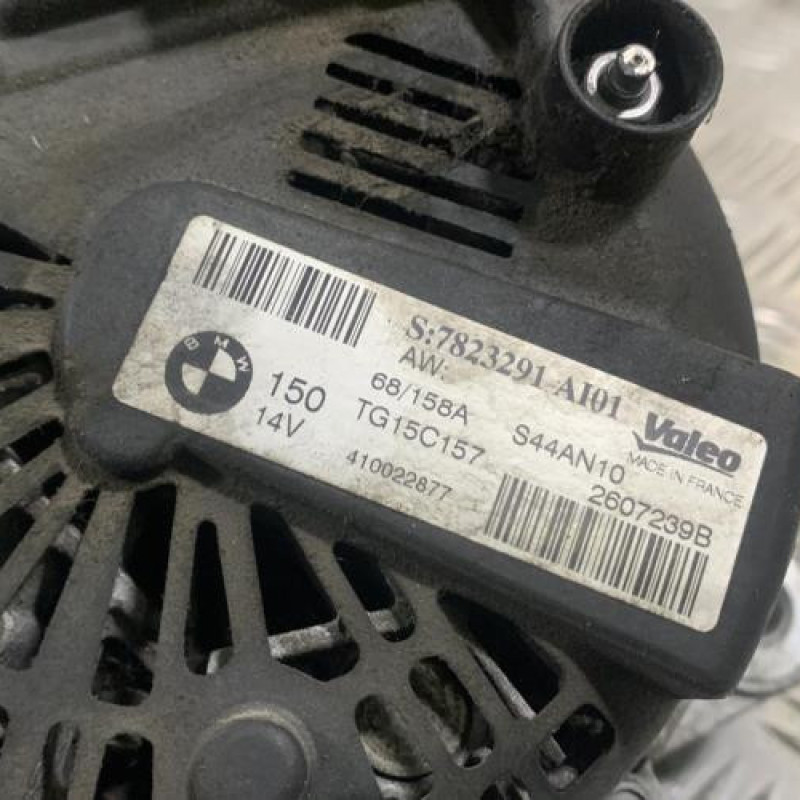 S:7823291 AI01
AW:
BMW
150
14V
68/158A
TG15C157
410022877
S44AN10
Valeo
MADE IN FRANCE
2607239B